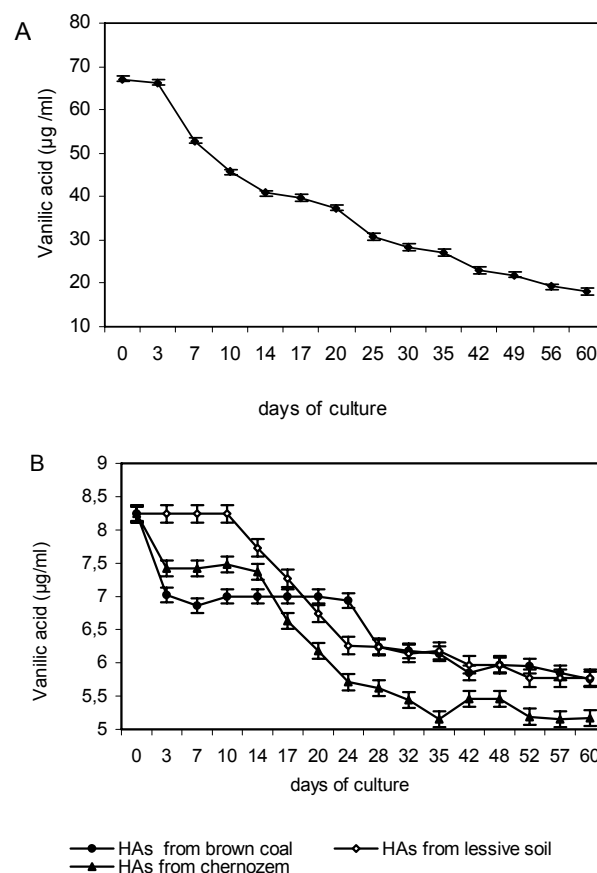 A
Vanilic acid (µg /ml)
80
70
60
50
40
30
20
10
0 3 7 10 14 17 20 25 30 35 42 49 56 60
days of culture
B
Vanilic acid (µg/ml)
9
8,5
8
7,5
7
6,5
6
5,5
5
0 3 7 10 14 17 20 24 28 32 35 42 48 52 57 60
days of culture
HAs from brown coal HAs from lessive soil
HAs from chernozem